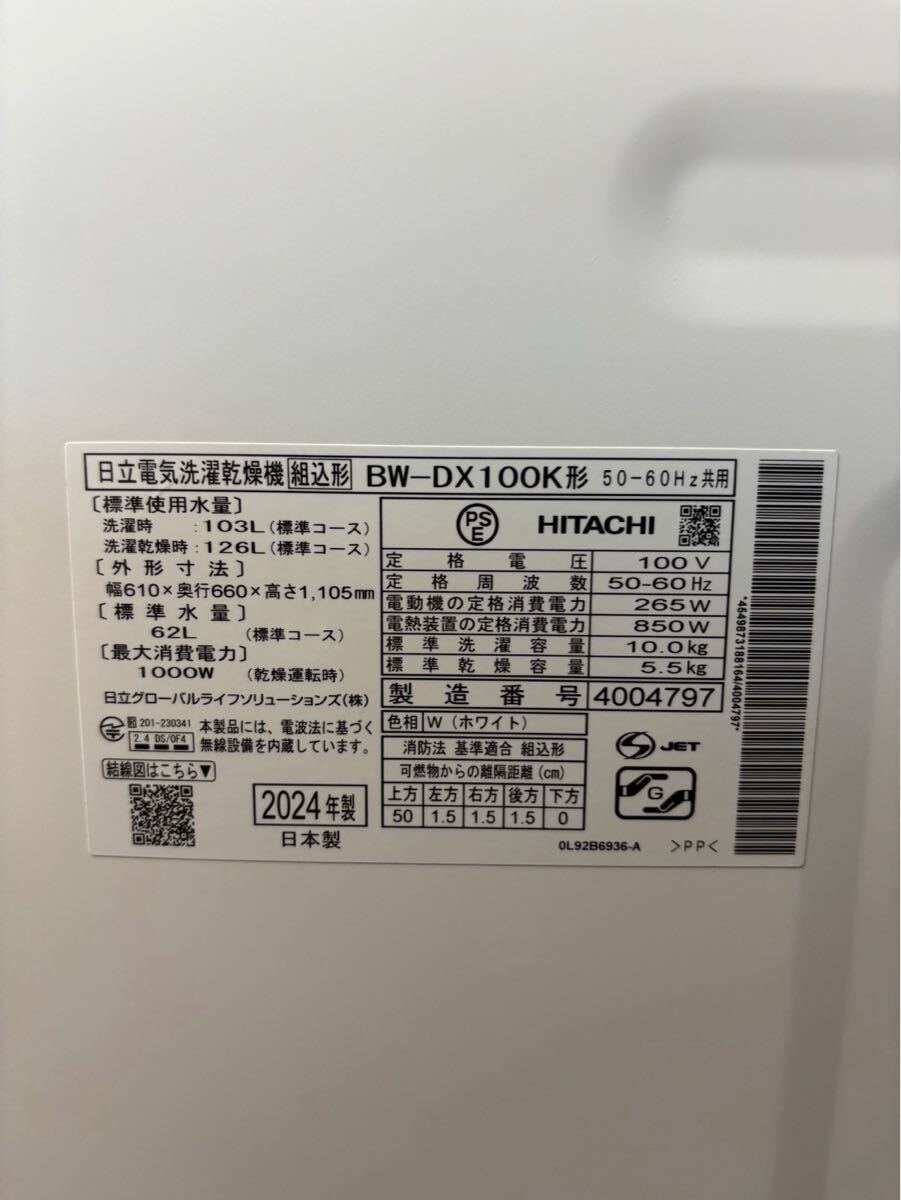 日立電気洗濯乾燥機 組込形 BW-DX100K形 50-60Hz共用
〔標準使用水量〕
洗濯時 : 103L (標準コース)
洗濯乾燥時 : 126L (標準コース)
〔外形寸法〕
幅610×奥行660×高さ1,105mm
〔標準水量〕
62L (標準コース)
〔最大消費電力〕
1000W (乾燥運転時)
日立グローバルライフソリューションズ(株)
R 201-230341
2.4 DS/OF4
本製品には、電波法に基づく
無線設備を内蔵しています。
結線図はこちら▼
2024年製
日本製
PSE HITACHI
定格電圧 100V
定格周波数 50-60Hz
電動機の定格消費電力 265W
電熱装置の定格消費電力 850W
標準洗濯容量 10.0kg
標準乾燥容量 5.5kg
製造番号 4004797
色相 W (ホワイト)
消防法 基準適合 組込形
可燃物からの離隔距離(cm)
上方 左方 右方 後方 下方
50 1.5 1.5 1.5 0
JET
G
0L92B6936-A >PP<
*4549873188164/4004797*